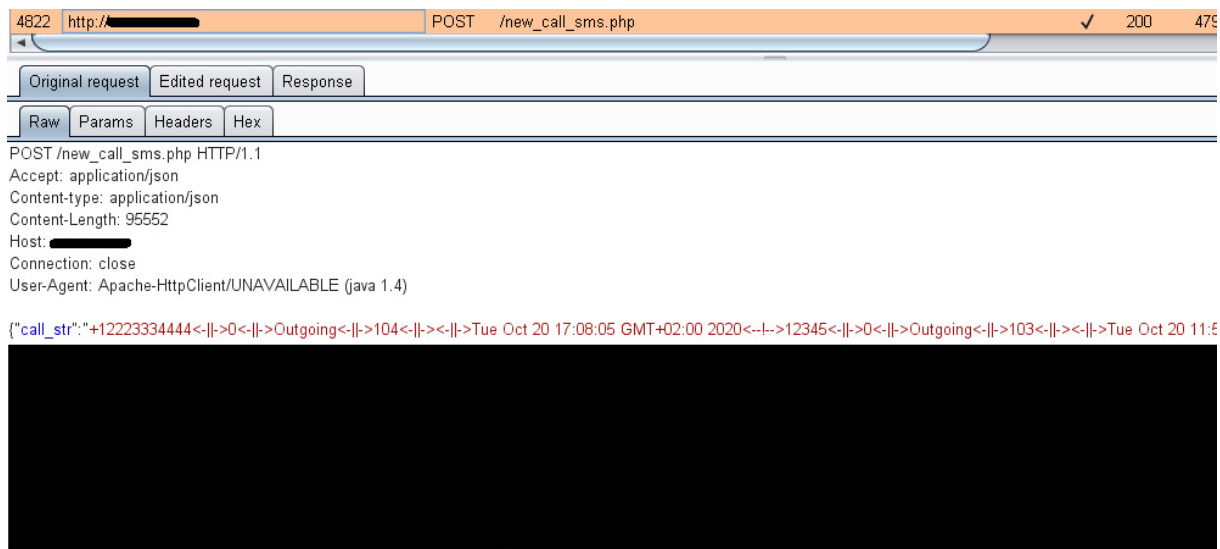 4822 http:// POST /new_call_sms.php ✓ 200 479
Original request Edited request Response
Raw Params Headers Hex
POST /new_call_sms.php HTTP/1.1
Accept: application/json
Content-type: application/json
Content-Length: 95552
Host:
Connection: close
User-Agent: Apache-HttpClient/UNAVAILABLE (java 1.4)
{"call_str":"+12223334444<-||->0<-||->Outgoing<-||->104<-||-><-||->Tue Oct 20 17:08:05 GMT+02:00 2020<--!-->12345<-||->0<-||->Outgoing<-||->103<-||-><-||->Tue Oct 20 11:5